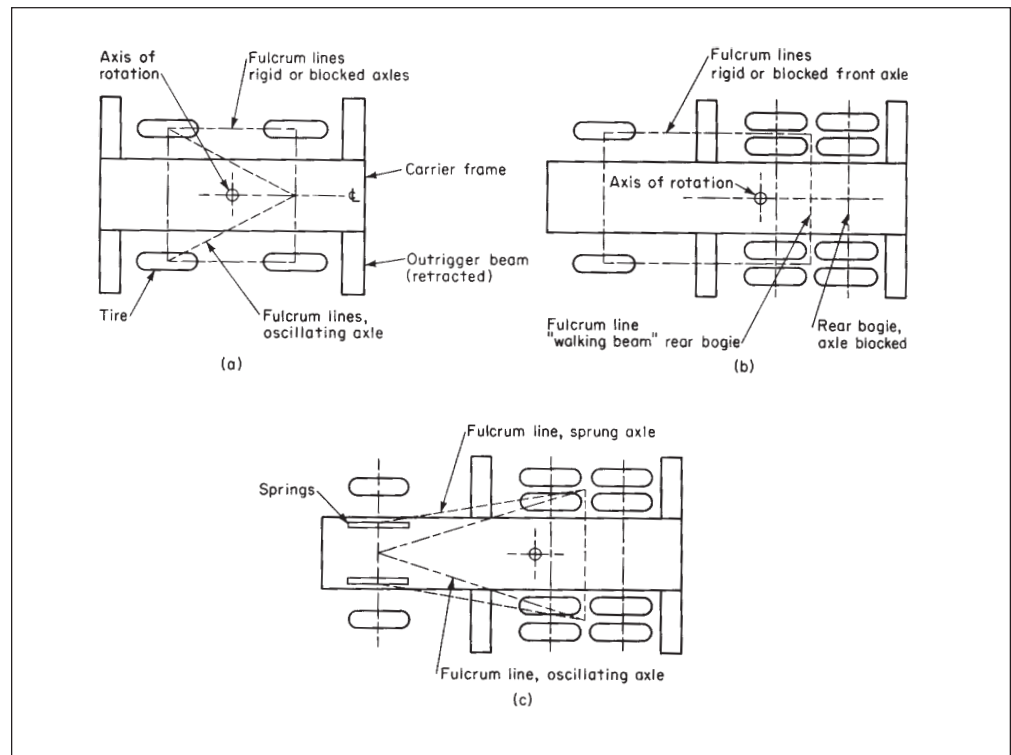 Axis of
rotation
Fulcrum lines
rigid or blocked axles
Carrier frame
℄
Outrigger beam
(retracted)
Tire
Fulcrum lines,
oscillating axle
(a)
Fulcrum lines
rigid or blocked front axle
Axis of rotation
Fulcrum line
"walking beam" rear bogie
Rear bogie,
axle blocked
(b)
Fulcrum line, sprung axle
Springs
Fulcrum line, oscillating axle
(c)